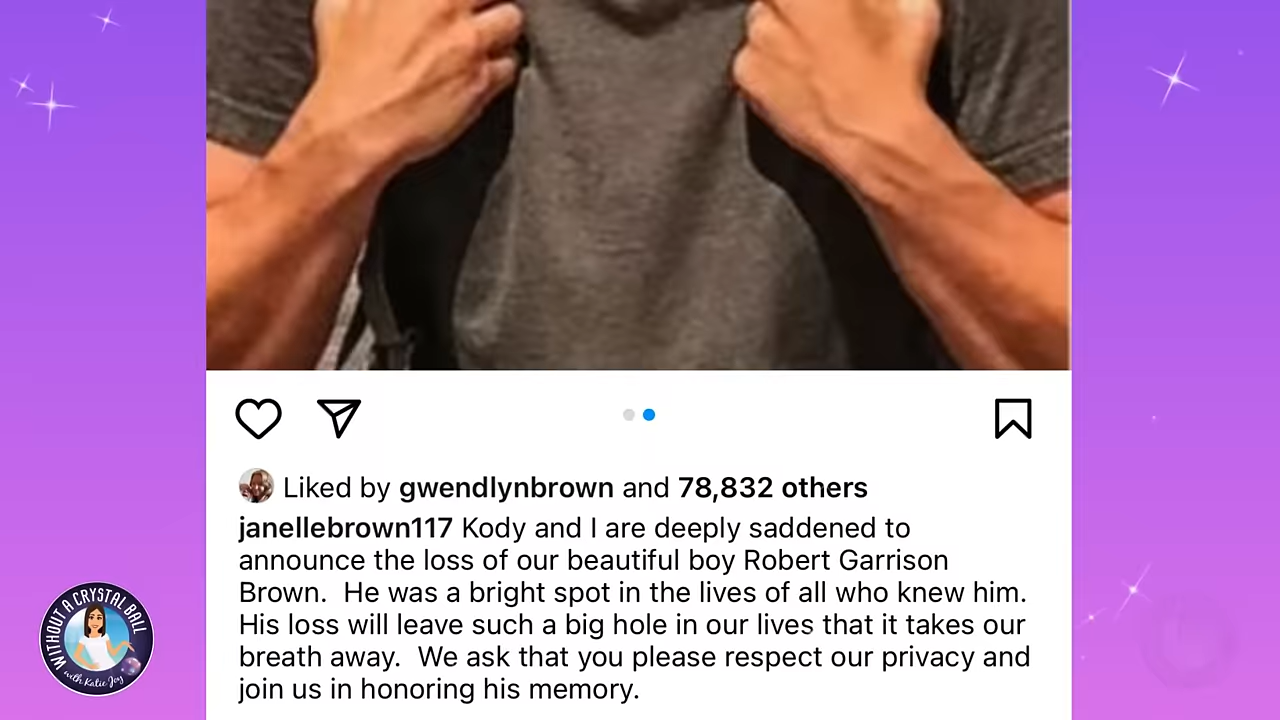 Liked by gwendlynbrown and 78,832 others
janellebrown117 Kody and I are deeply saddened to
announce the loss of our beautiful boy Robert Garrison
Brown.  He was a bright spot in the lives of all who knew him.
His loss will leave such a big hole in our lives that it takes our
breath away.  We ask that you please respect our privacy and
join us in honoring his memory.
WITHOUT A CRYSTAL BALL
with Katie Joy